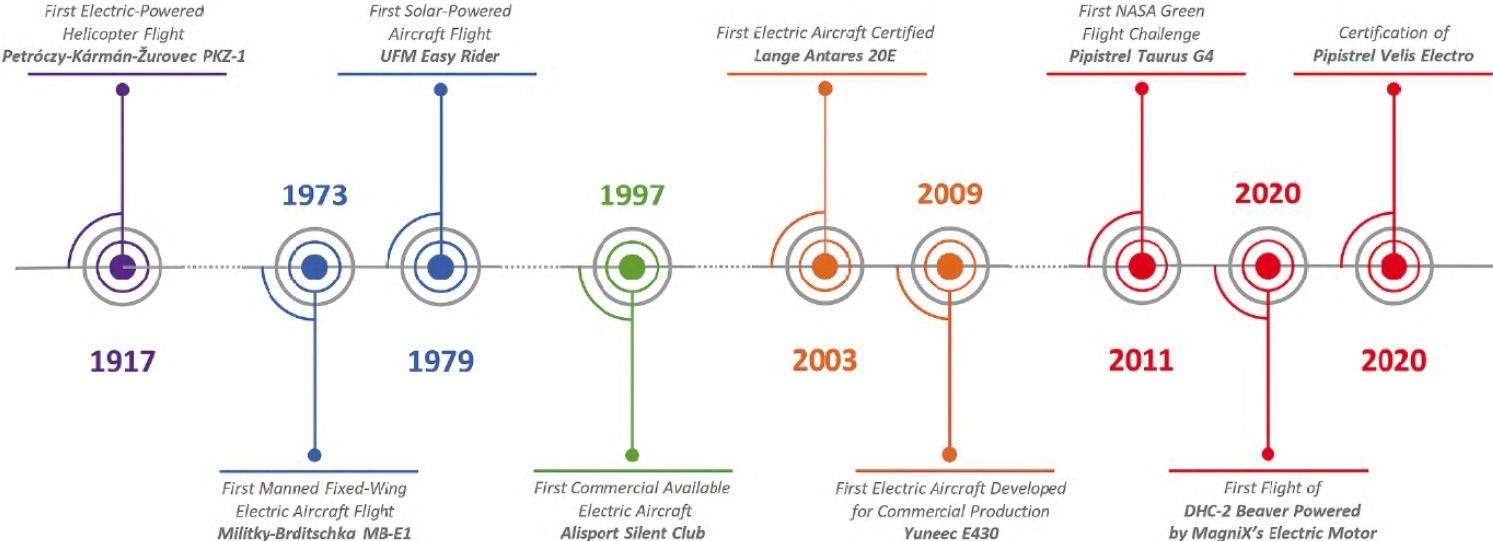 First Electric-Powered
Helicopter Flight
Petróczy-Kármán-Žurovec PKZ-1
First Solar-Powered
Aircraft Flight
UFM Easy Rider
First Electric Aircraft Certified
Lange Antares 20E
First NASA Green
Flight Challenge
Pipistrel Taurus G4
Certification of
Pipistrel Velis Electro
1973
1997
2009
2020
1917
1979
2003
2011
2020
First Manned Fixed-Wing
Electric Aircraft Flight
Militky-Brditschka MB-E1
First Commercial Available
Electric Aircraft
Alisport Silent Club
First Electric Aircraft Developed
for Commercial Production
Yuneec E430
First Flight of
DHC-2 Beaver Powered
by MagniX's Electric Motor